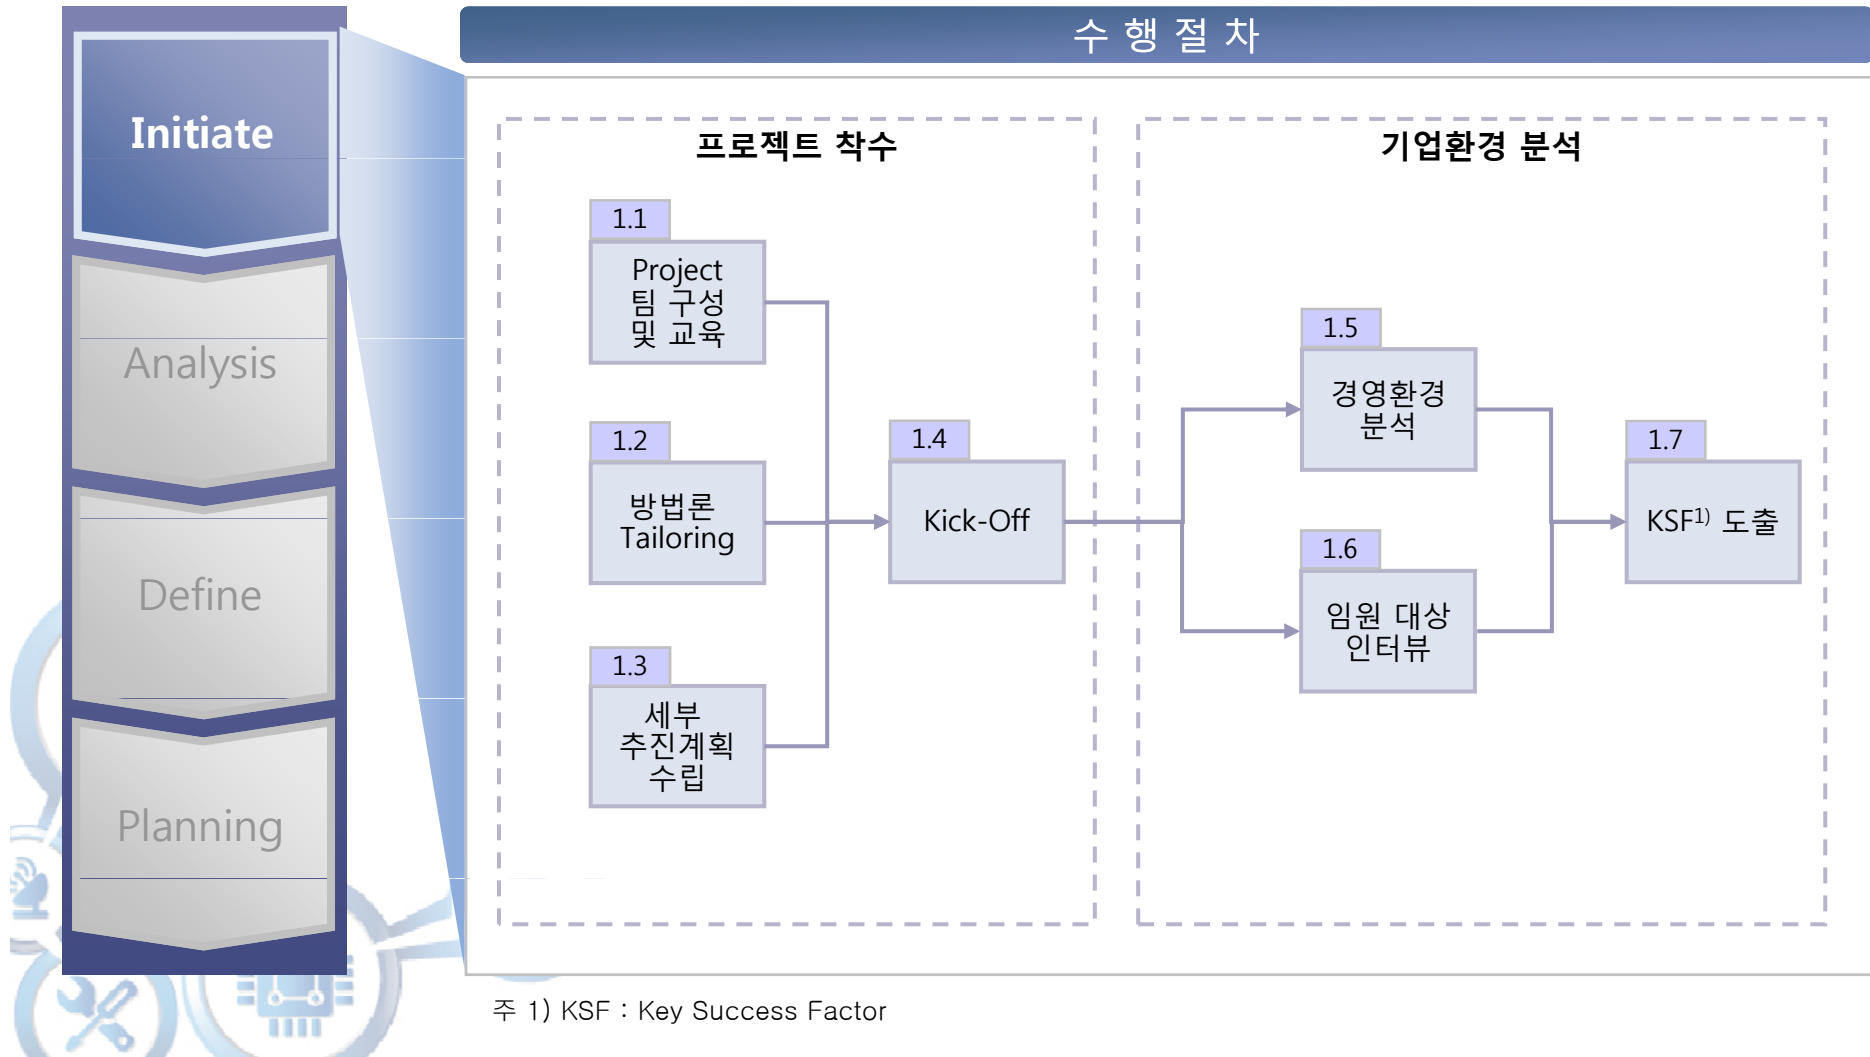 수 행 절 차
Initiate
Analysis
Define
Planning
프로젝트 착수
1.1
Project
팀 구성
및 교육
1.2
방법론
Tailoring
1.3
세부
추진계획
수립
1.4
Kick-Off
기업환경 분석
1.5
경영환경
분석
1.6
임원 대상
인터뷰
1.7
KSF1) 도출
주 1) KSF : Key Success Factor